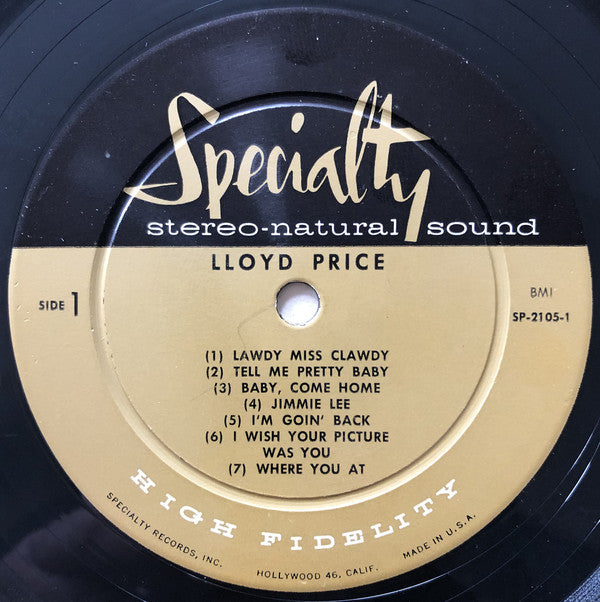 Specialty
stereo-natural sound
LLOYD PRICE
SIDE 1
BMI
SP-2105-1
(1) LAWDY MISS CLAWDY
(2) TELL ME PRETTY BABY
(3) BABY, COME HOME
(4) JIMMIE LEE
(5) I'M GOIN' BACK
(6) I WISH YOUR PICTURE
WAS YOU
(7) WHERE YOU AT
HIGH FIDELITY
SPECIALTY RECORDS, INC.
HOLLYWOOD 46, CALIF.
MADE IN U.S.A.